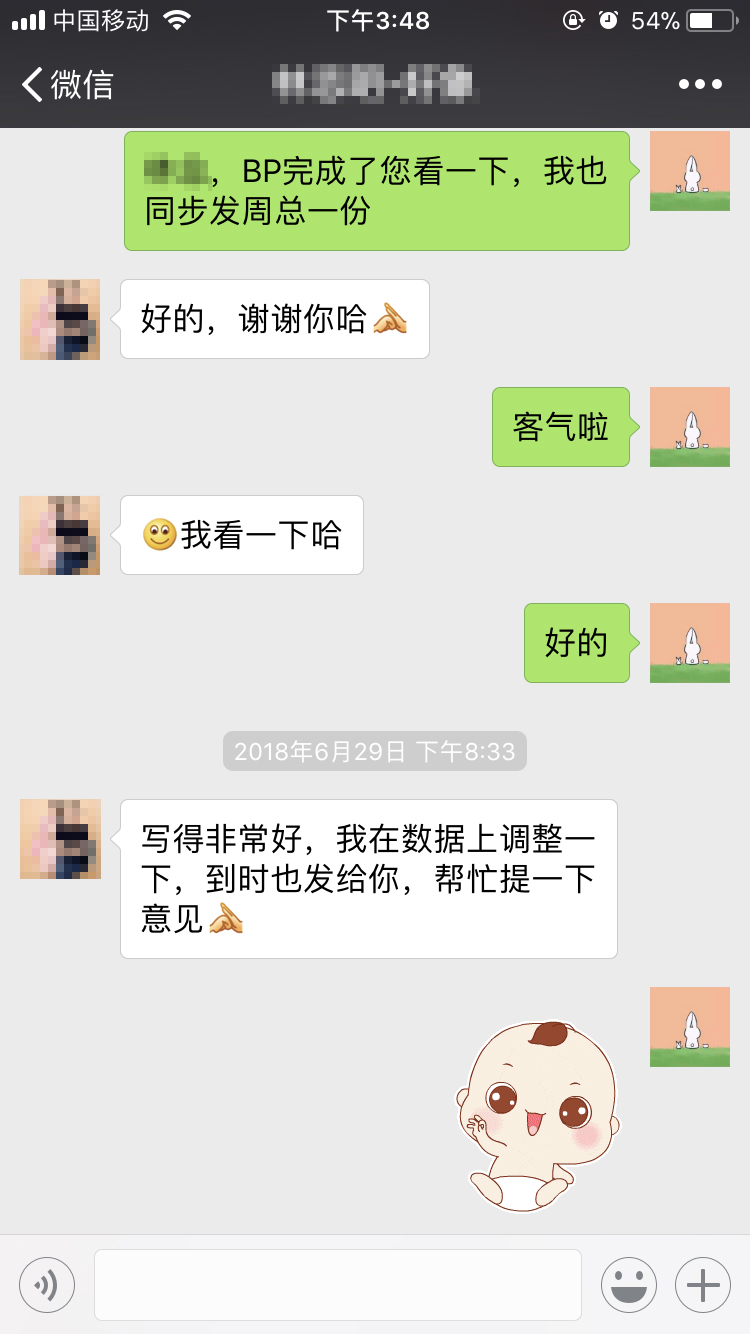 中国移动 下午3:48 54%
微信
，BP完成了您看一下，我也
同步发周总一份
好的，谢谢你哈
客气啦
我看一下哈
好的
2018年6月29日 下午8:33
写得非常好，我在数据上调整一
下，到时也发给你，帮忙提一下
意见